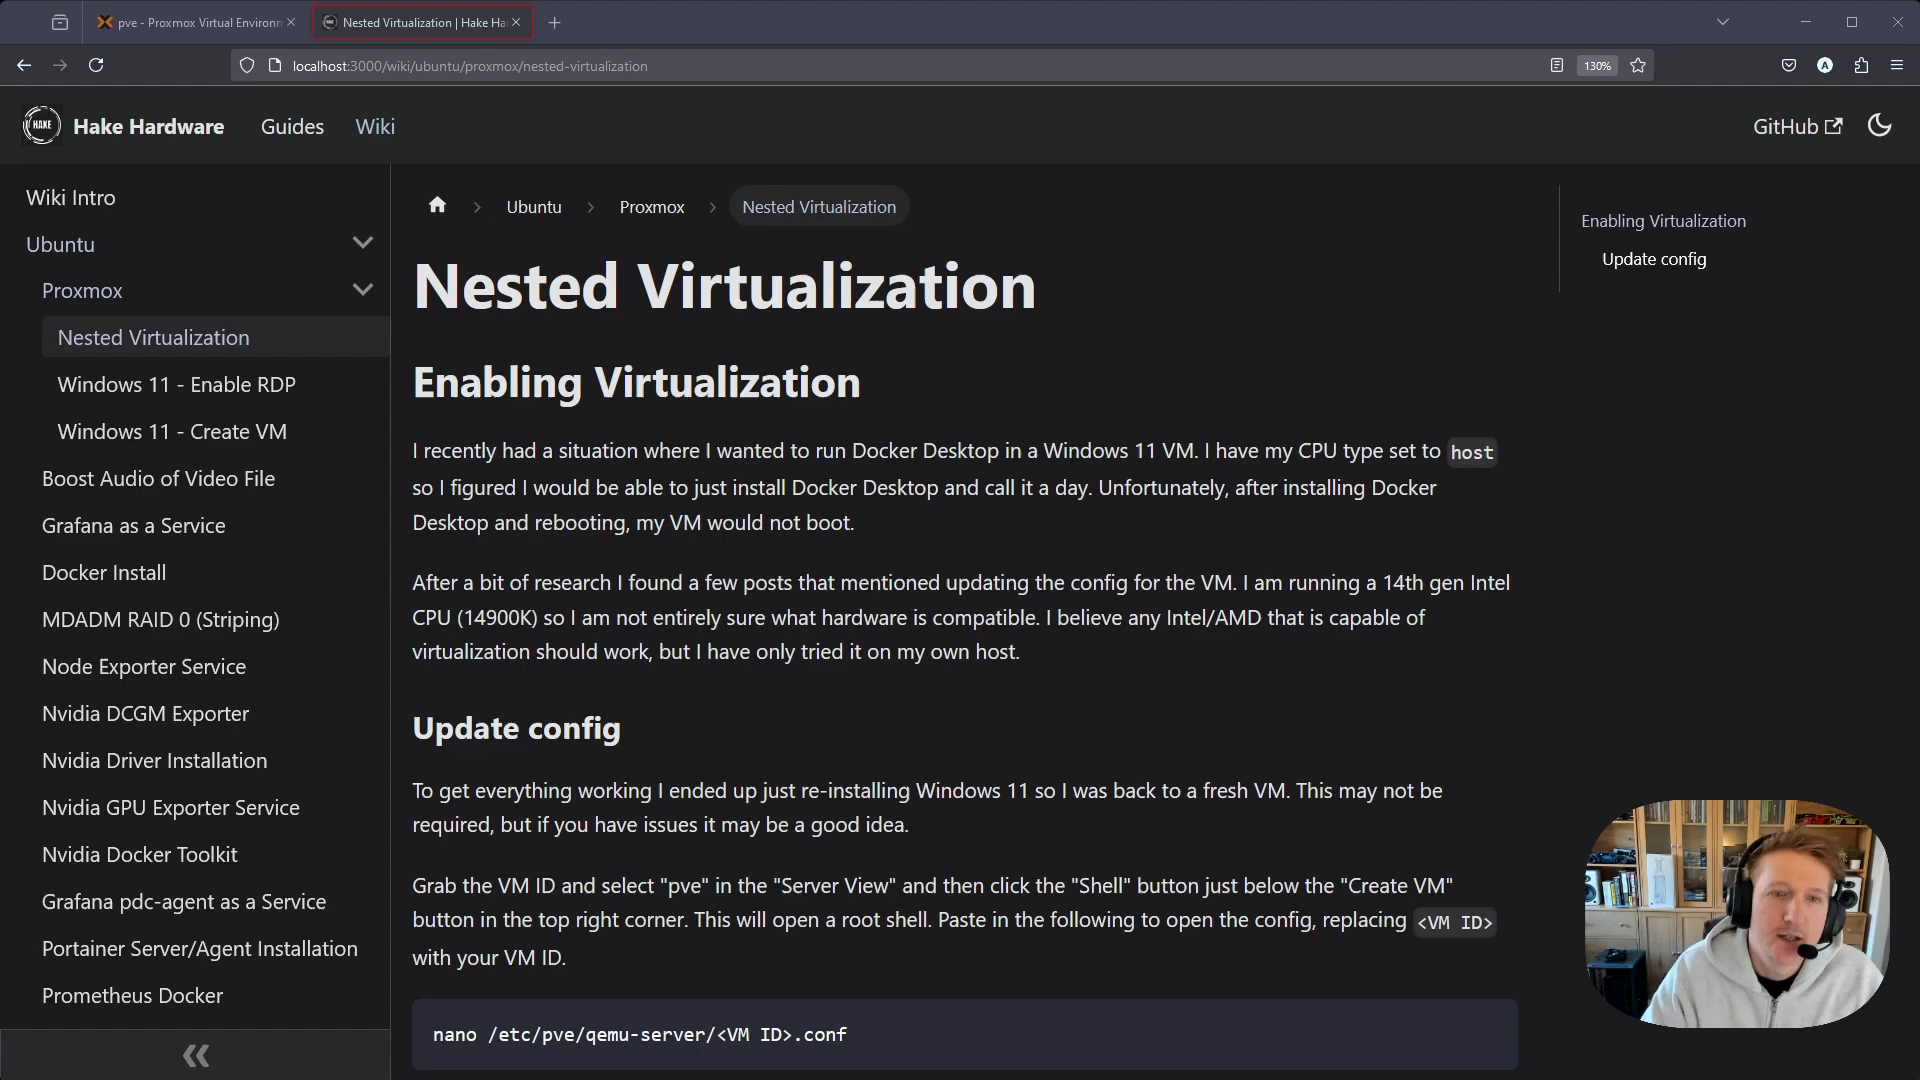 pve - Proxmox Virtual Environm
Nested Virtualization | Hake Ha
localhost:3000/wiki/ubuntu/proxmox/nested-virtualization
130%
A
HAKE
Hake Hardware
Guides
Wiki
GitHub
Wiki Intro
Ubuntu
Proxmox
Nested Virtualization
Windows 11 - Enable RDP
Windows 11 - Create VM
Boost Audio of Video File
Grafana as a Service
Docker Install
MDADM RAID 0 (Striping)
Node Exporter Service
Nvidia DCGM Exporter
Nvidia Driver Installation
Nvidia GPU Exporter Service
Nvidia Docker Toolkit
Grafana pdc-agent as a Service
Portainer Server/Agent Installation
Prometheus Docker
Ubuntu
Proxmox
Nested Virtualization
Nested Virtualization
Enabling Virtualization
I recently had a situation where I wanted to run Docker Desktop in a Windows 11 VM. I have my CPU type set to host
so I figured I would be able to just install Docker Desktop and call it a day. Unfortunately, after installing Docker
Desktop and rebooting, my VM would not boot.
After a bit of research I found a few posts that mentioned updating the config for the VM. I am running a 14th gen Intel
CPU (14900K) so I am not entirely sure what hardware is compatible. I believe any Intel/AMD that is capable of
virtualization should work, but I have only tried it on my own host.
Update config
To get everything working I ended up just re-installing Windows 11 so I was back to a fresh VM. This may not be
required, but if you have issues it may be a good idea.
Grab the VM ID and select "pve" in the "Server View" and then click the "Shell" button just below the "Create VM"
button in the top right corner. This will open a root shell. Paste in the following to open the config, replacing <VM ID>
with your VM ID.
nano /etc/pve/qemu-server/<VM ID>.conf
Enabling Virtualization
Update config